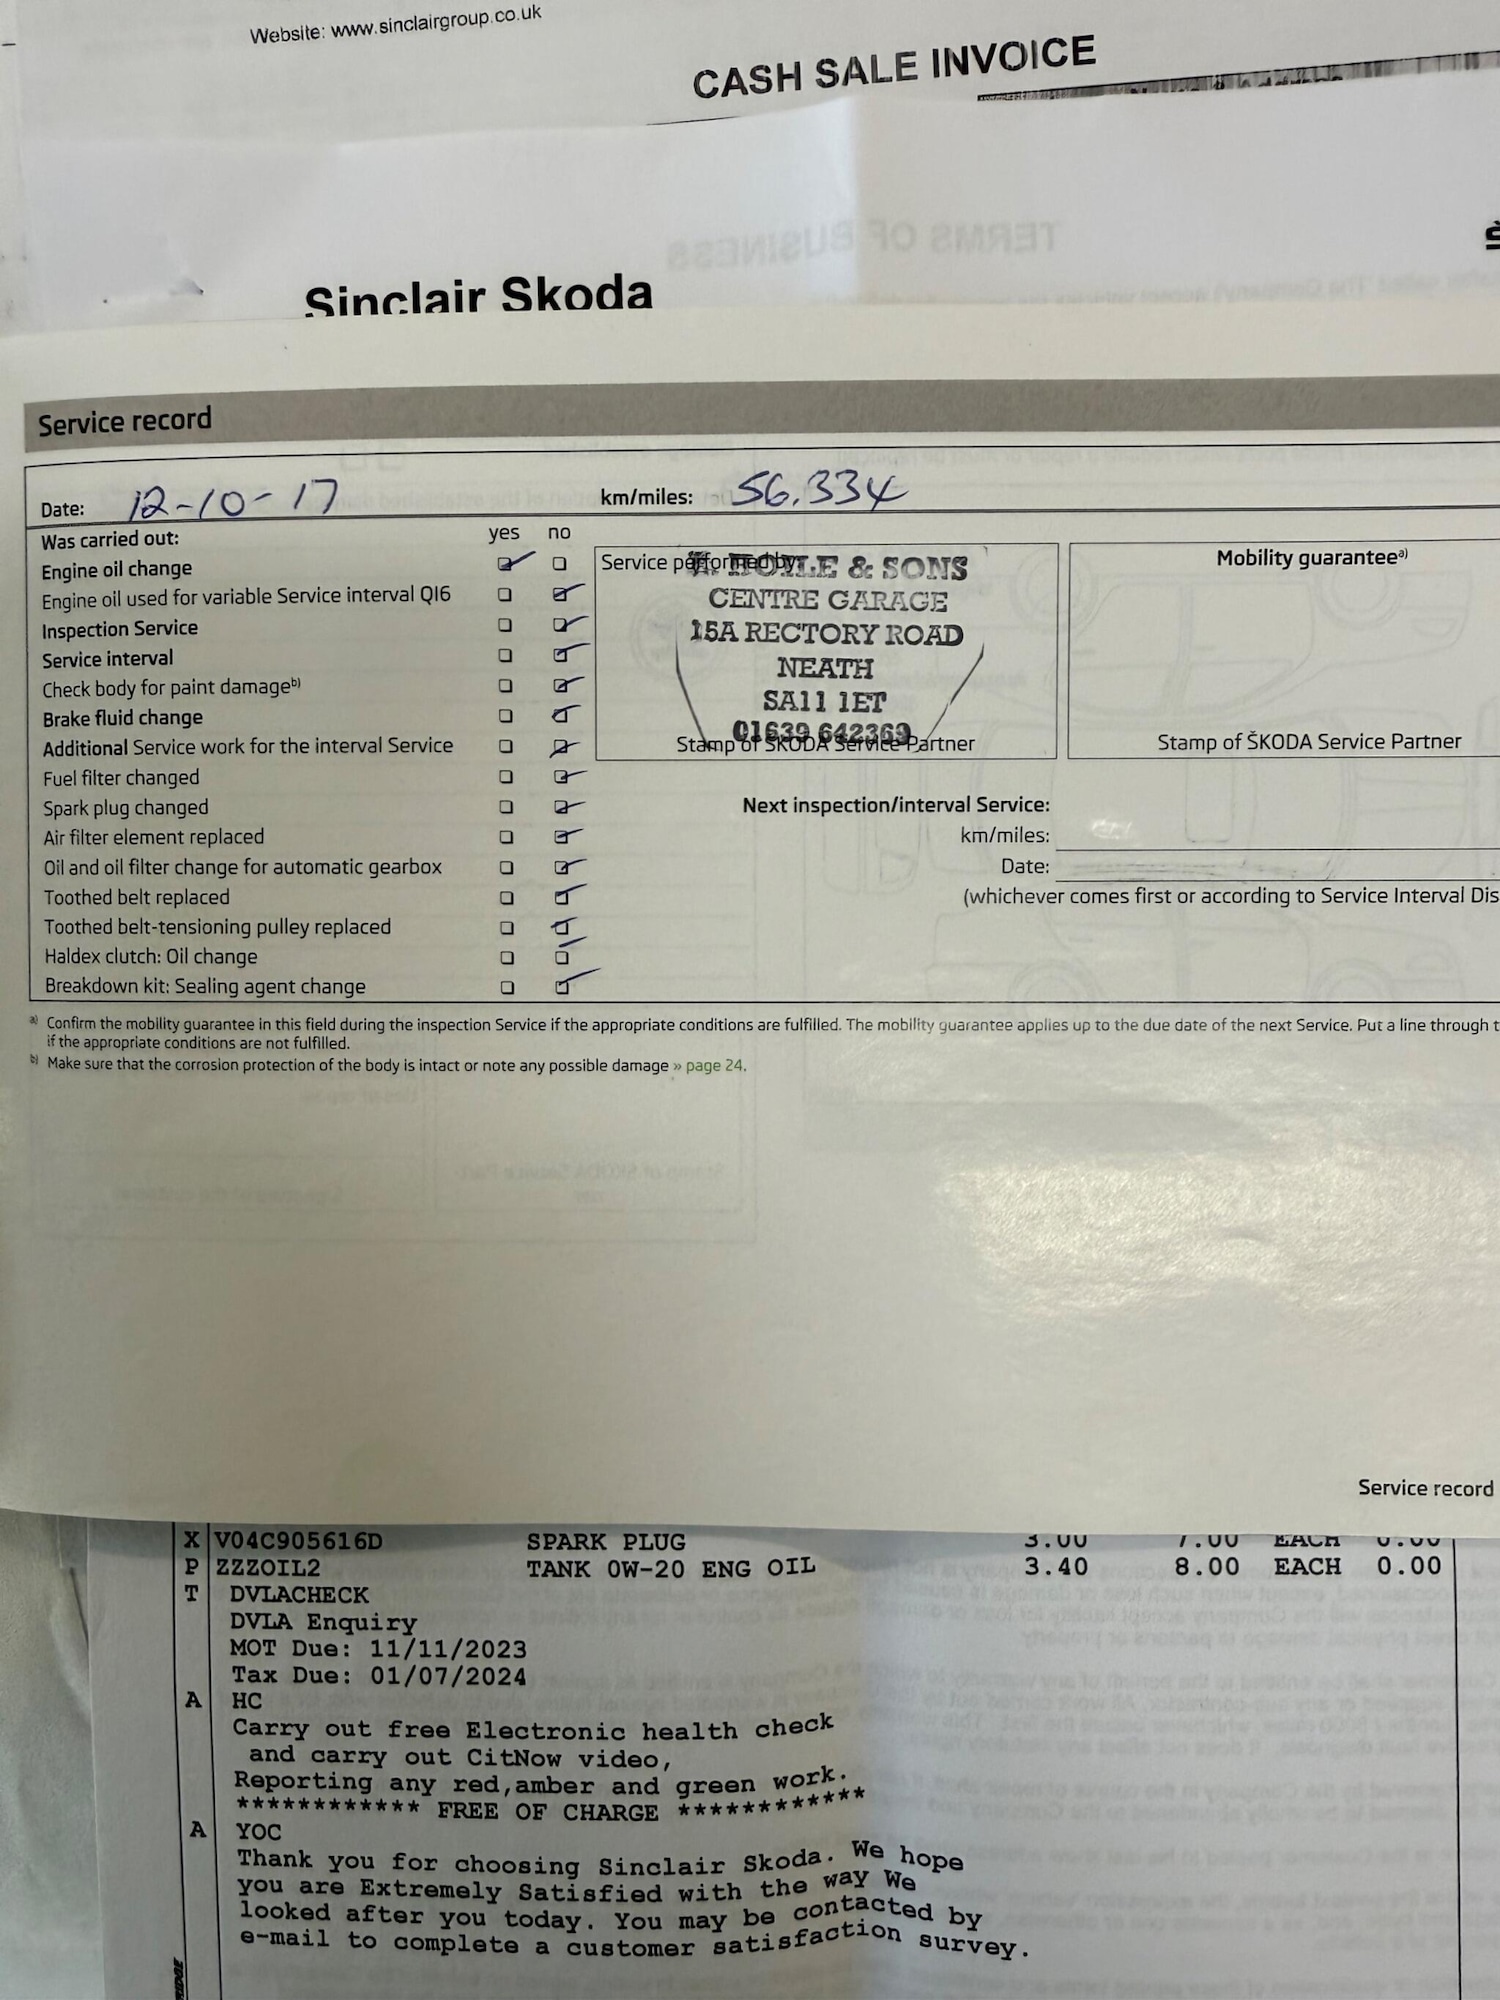 Website: www.sinclairgroup.co.uk
CASH SALE INVOICE
TERMS OF BUSINESS
Sinclair Skoda
Service record
Date: 12-10-17 km/miles: 56.334
Was carried out: yes no
Engine oil change
Engine oil used for variable Service interval QI6
Inspection Service
Service interval
Check body for paint damage b)
Brake fluid change
Additional Service work for the interval Service
Fuel filter changed
Spark plug changed
Air filter element replaced
Oil and oil filter change for automatic gearbox
Toothed belt replaced
Toothed belt-tensioning pulley replaced
Haldex clutch: Oil change
Breakdown kit: Sealing agent change
Service performed by:
& SONS
CENTRE GARAGE
15A RECTORY ROAD
NEATH
SA11 1ET
01639 642369
Stamp of ŠKODA Service Partner
Mobility guarantee a)
Stamp of ŠKODA Service Partner
Next inspection/interval Service:
km/miles:
Date:
(whichever comes first or according to Service Interval Dis
a) Confirm the mobility guarantee in this field during the inspection Service if the appropriate conditions are fulfilled. The mobility guarantee applies up to the due date of the next Service. Put a line through t
if the appropriate conditions are not fulfilled.
b) Make sure that the corrosion protection of the body is intact or note any possible damage » page 24.
Service record
X V04C905616D SPARK PLUG 3.00 7.00 EACH 0.00
P ZZZOIL2 TANK 0W-20 ENG OIL 3.40 8.00 EACH 0.00
T DVLACHECK
DVLA Enquiry
MOT Due: 11/11/2023
Tax Due: 01/07/2024
A HC
Carry out free Electronic health check
and carry out CitNow video,
Reporting any red,amber and green work.
************ FREE OF CHARGE ************
A YOC
Thank you for choosing Sinclair Skoda. We hope
you are Extremely Satisfied with the way We
looked after you today. You may be contacted by
e-mail to complete a customer satisfaction survey.